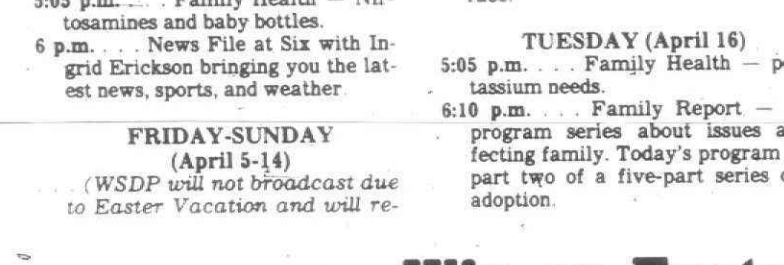 5:05 p.m. . . . Family Health — Ni-
tosamines and baby bottles.
6 p.m. . . . News File at Six with In-
grid Erickson bringing you the lat-
est news, sports, and weather.
FRIDAY-SUNDAY
(April 5-14)
. . . (WSDP will not broadcast due
to Easter Vacation and will re-
TUESDAY (April 16)
5:05 p.m. . . . Family Health — p
tassium needs.
6:10 p.m. . . . Family Report —
program series about issues a
fecting family. Today's program
part two of a five-part series
adoption.